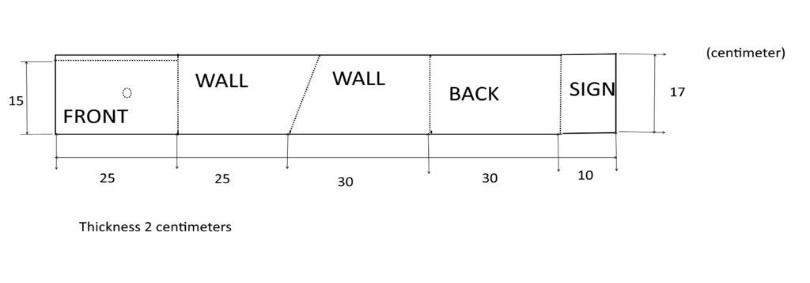 (centimeter)
WALL
WALL
BACK
SIGN
15
17
FRONT
25
25
30
30
10
Thickness 2 centimeters